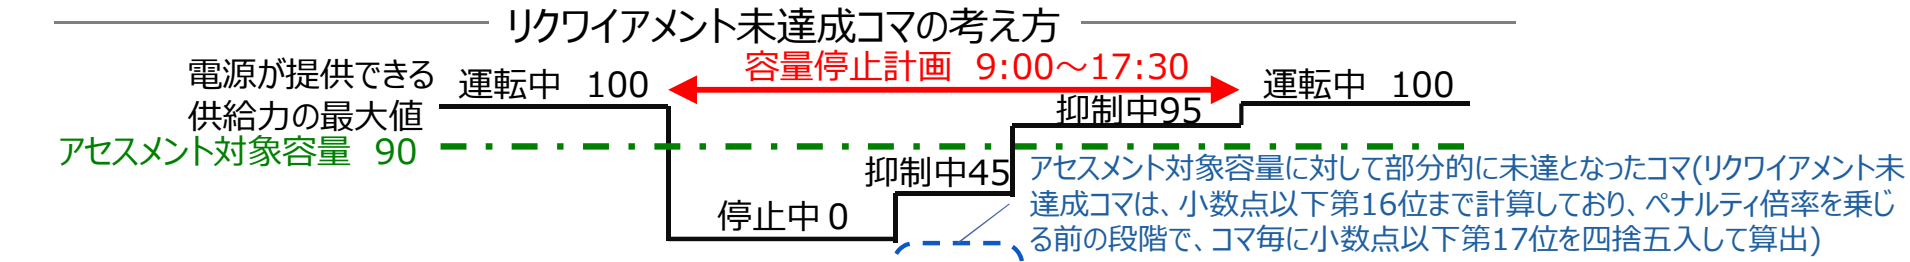 リクワイアメント未達成コマの考え方
電源が提供できる
供給力の最大値
運転中 100
容量停止計画 9:00～17:30
運転中 100
抑制中95
アセスメント対象容量 90
抑制中45
停止中０
アセスメント対象容量に対して部分的に未達となったコマ(リクワイアメント未
達成コマは、小数点以下第16位まで計算しており、ペナルティ倍率を乗じ
る前の段階で、コマ毎に小数点以下第17位を四捨五入して算出)